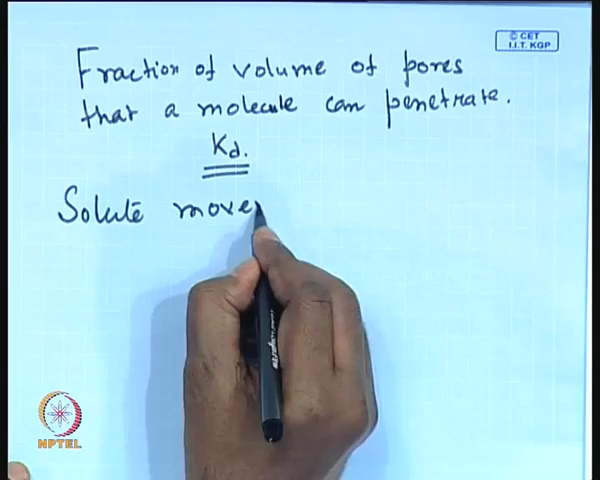 © CET
I.I.T. KGP
Fraction of volume of pores
that a molecule can penetrate.
Kd.
Solute move
NPTEL